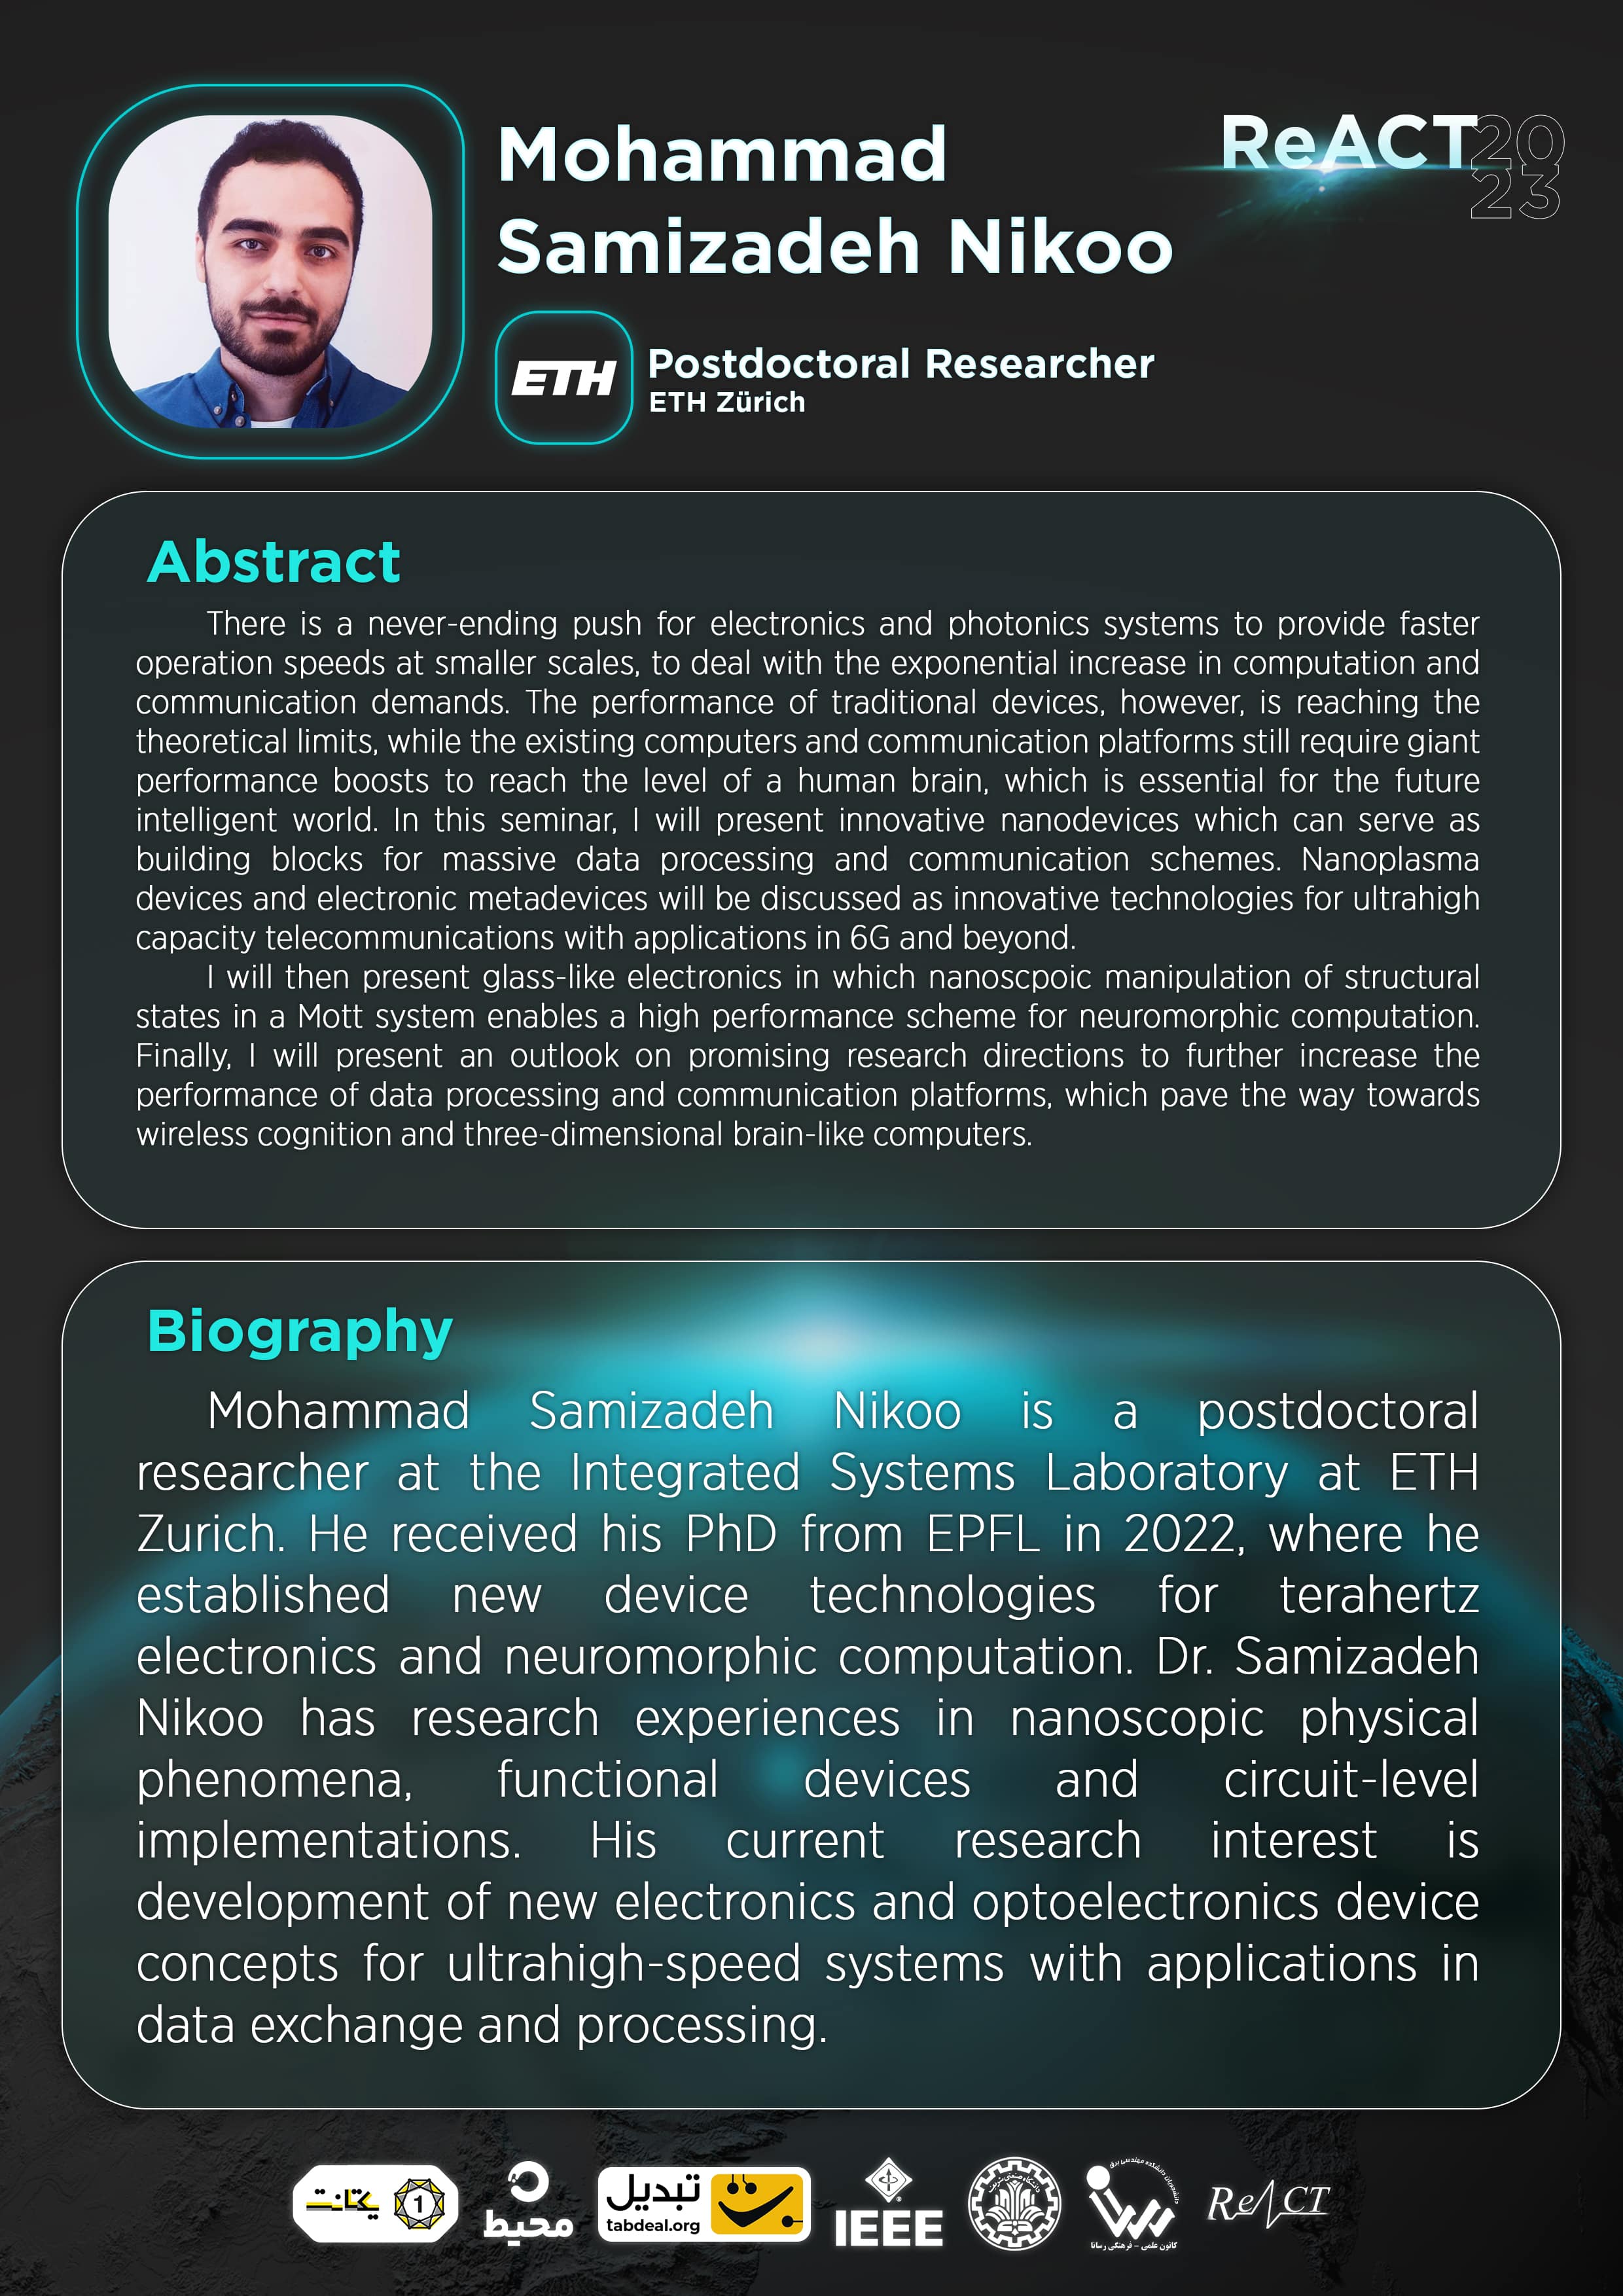 Mohammad
Samizadeh Nikoo
ReACT
20
23
ETH
Postdoctoral Researcher
ETH Zürich
Abstract
There is a never-ending push for electronics and photonics systems to provide faster
operation speeds at smaller scales, to deal with the exponential increase in computation and
communication demands. The performance of traditional devices, however, is reaching the
theoretical limits, while the existing computers and communication platforms still require giant
performance boosts to reach the level of a human brain, which is essential for the future
intelligent world. In this seminar, I will present innovative nanodevices which can serve as
building blocks for massive data processing and communication schemes. Nanoplasma
devices and electronic metadevices will be discussed as innovative technologies for ultrahigh
capacity telecommunications with applications in 6G and beyond.
I will then present glass-like electronics in which nanoscpoic manipulation of structural
states in a Mott system enables a high performance scheme for neuromorphic computation.
Finally, I will present an outlook on promising research directions to further increase the
performance of data processing and communication platforms, which pave the way towards
wireless cognition and three-dimensional brain-like computers.
Biography
Mohammad Samizadeh Nikoo is a postdoctoral
researcher at the Integrated Systems Laboratory at ETH
Zurich. He received his PhD from EPFL in 2022, where he
established new device technologies for terahertz
electronics and neuromorphic computation. Dr. Samizadeh
Nikoo has research experiences in nanoscopic physical
phenomena, functional devices and circuit-level
implementations. His current research interest is
development of new electronics and optoelectronics device
concepts for ultrahigh-speed systems with applications in
data exchange and processing.
یکتانت
1
محیط
تبدیل
tabdeal.org
IEEE
رسانا
کانون علمی - فرهنگی رسانا
ReACT